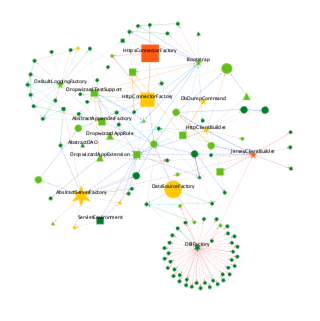 HttpsConnectorFactory
Bootstrap
DefaultLoggingFactory
DropwizardTestSupport
HttpConnectorFactory
DbDumpCommand
AbstractAppenderFactory
HttpClientBuilder
DropwizardAppRule
AbstractDAO
DropwizardAppExtension
JerseyClientBuilder
AbstractServerFactory
DataSourceFactory
ServletEnvironment
DBIFactory